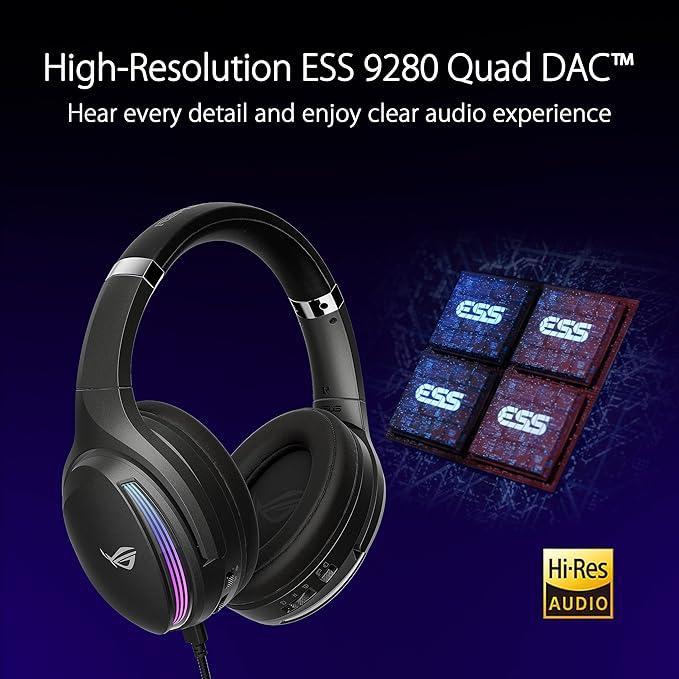 High-Resolution ESS 9280 Quad DAC™
Hear every detail and enjoy clear audio experience
ESS
ESS
ESS
ESS
Hi-Res
AUDIO